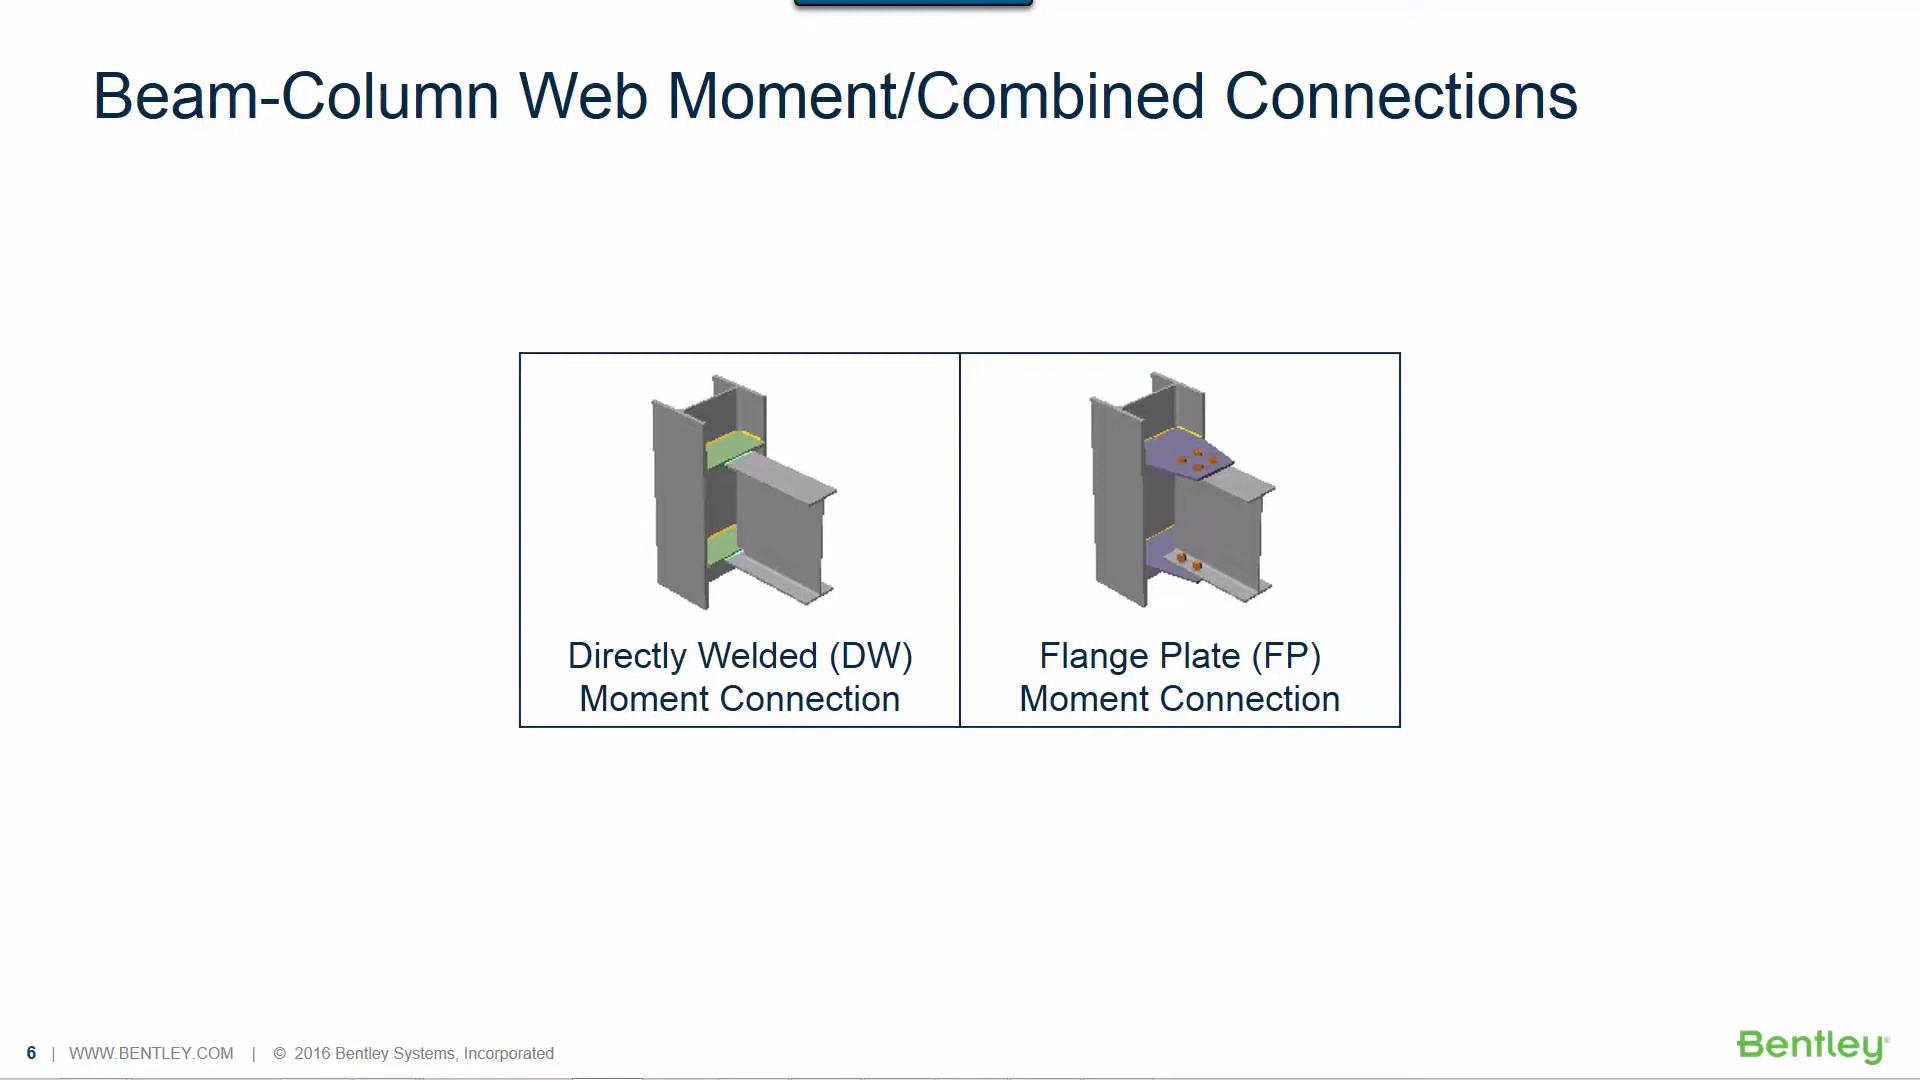 Beam-Column Web Moment/Combined Connections
Directly Welded (DW)
Moment Connection
Flange Plate (FP)
Moment Connection
6 | WWW.BENTLEY.COM | © 2016 Bentley Systems, Incorporated
Bentley®